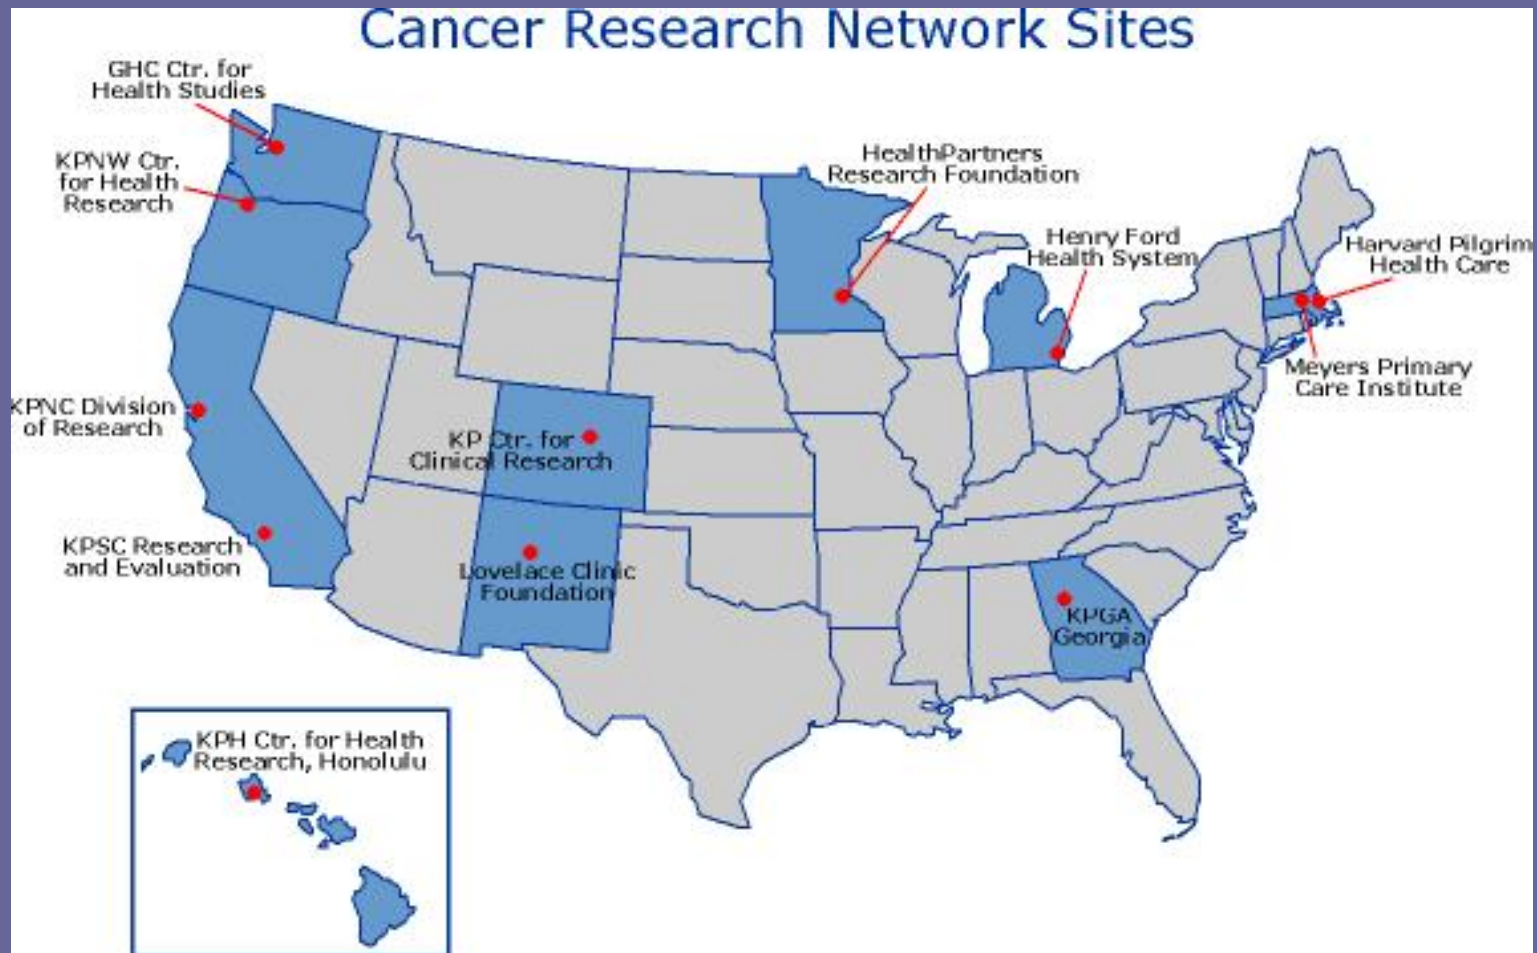 Cancer Research Network Sites
GHC Ctr. for
Health Studies
KPNW Ctr.
for Health
Research
HealthPartners
Research Foundation
Henry Ford
Health System
Harvard Pilgrim
Health Care
Meyers Primary
Care Institute
KPNC Division
of Research
KP Ctr. for
Clinical Research
KPSC Research
and Evaluation
Lovelace Clinic
Foundation
KPGA
Georgia
KPH Ctr. for Health
Research, Honolulu